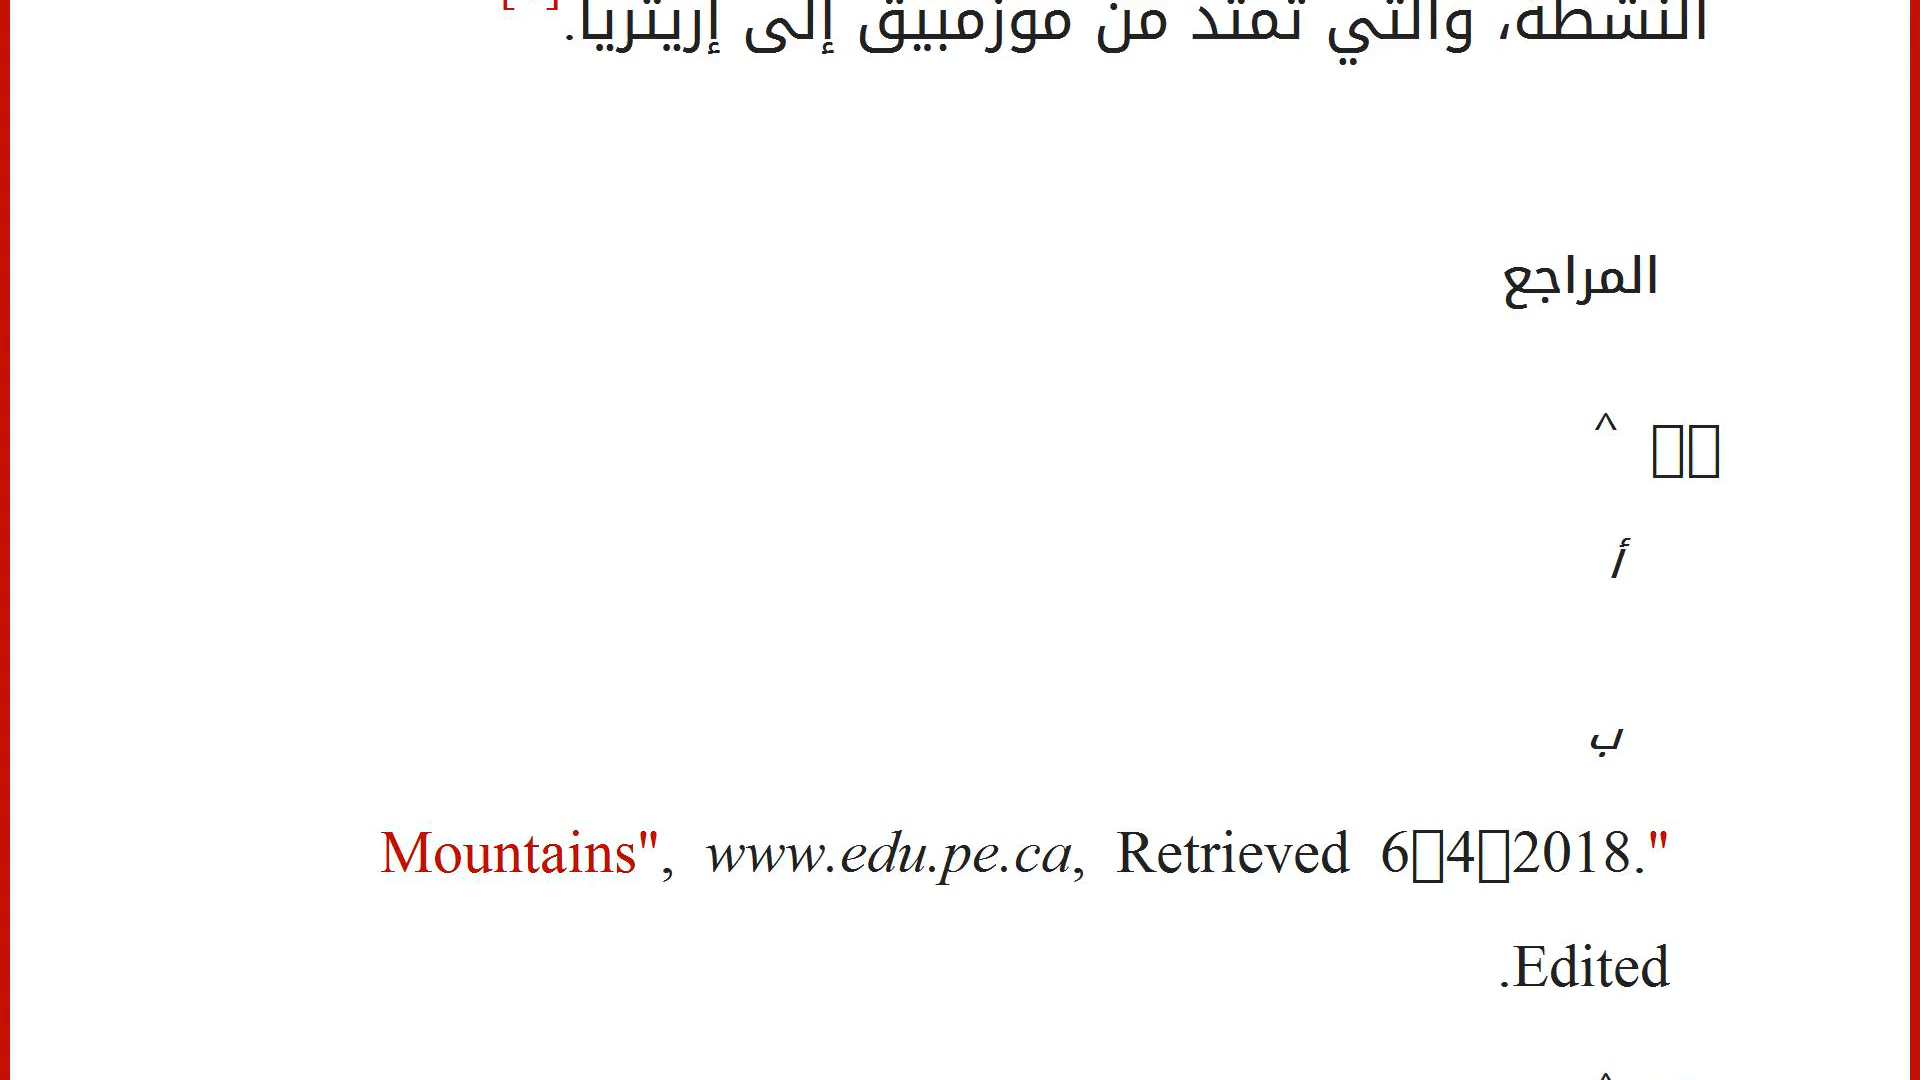 النشطة، والتي تمتد من موزمبيق إلى إريتريا.
المراجع
^
أ
ب
"Mountains", www.edu.pe.ca, Retrieved 6▯4▯2018.
Edited.
^